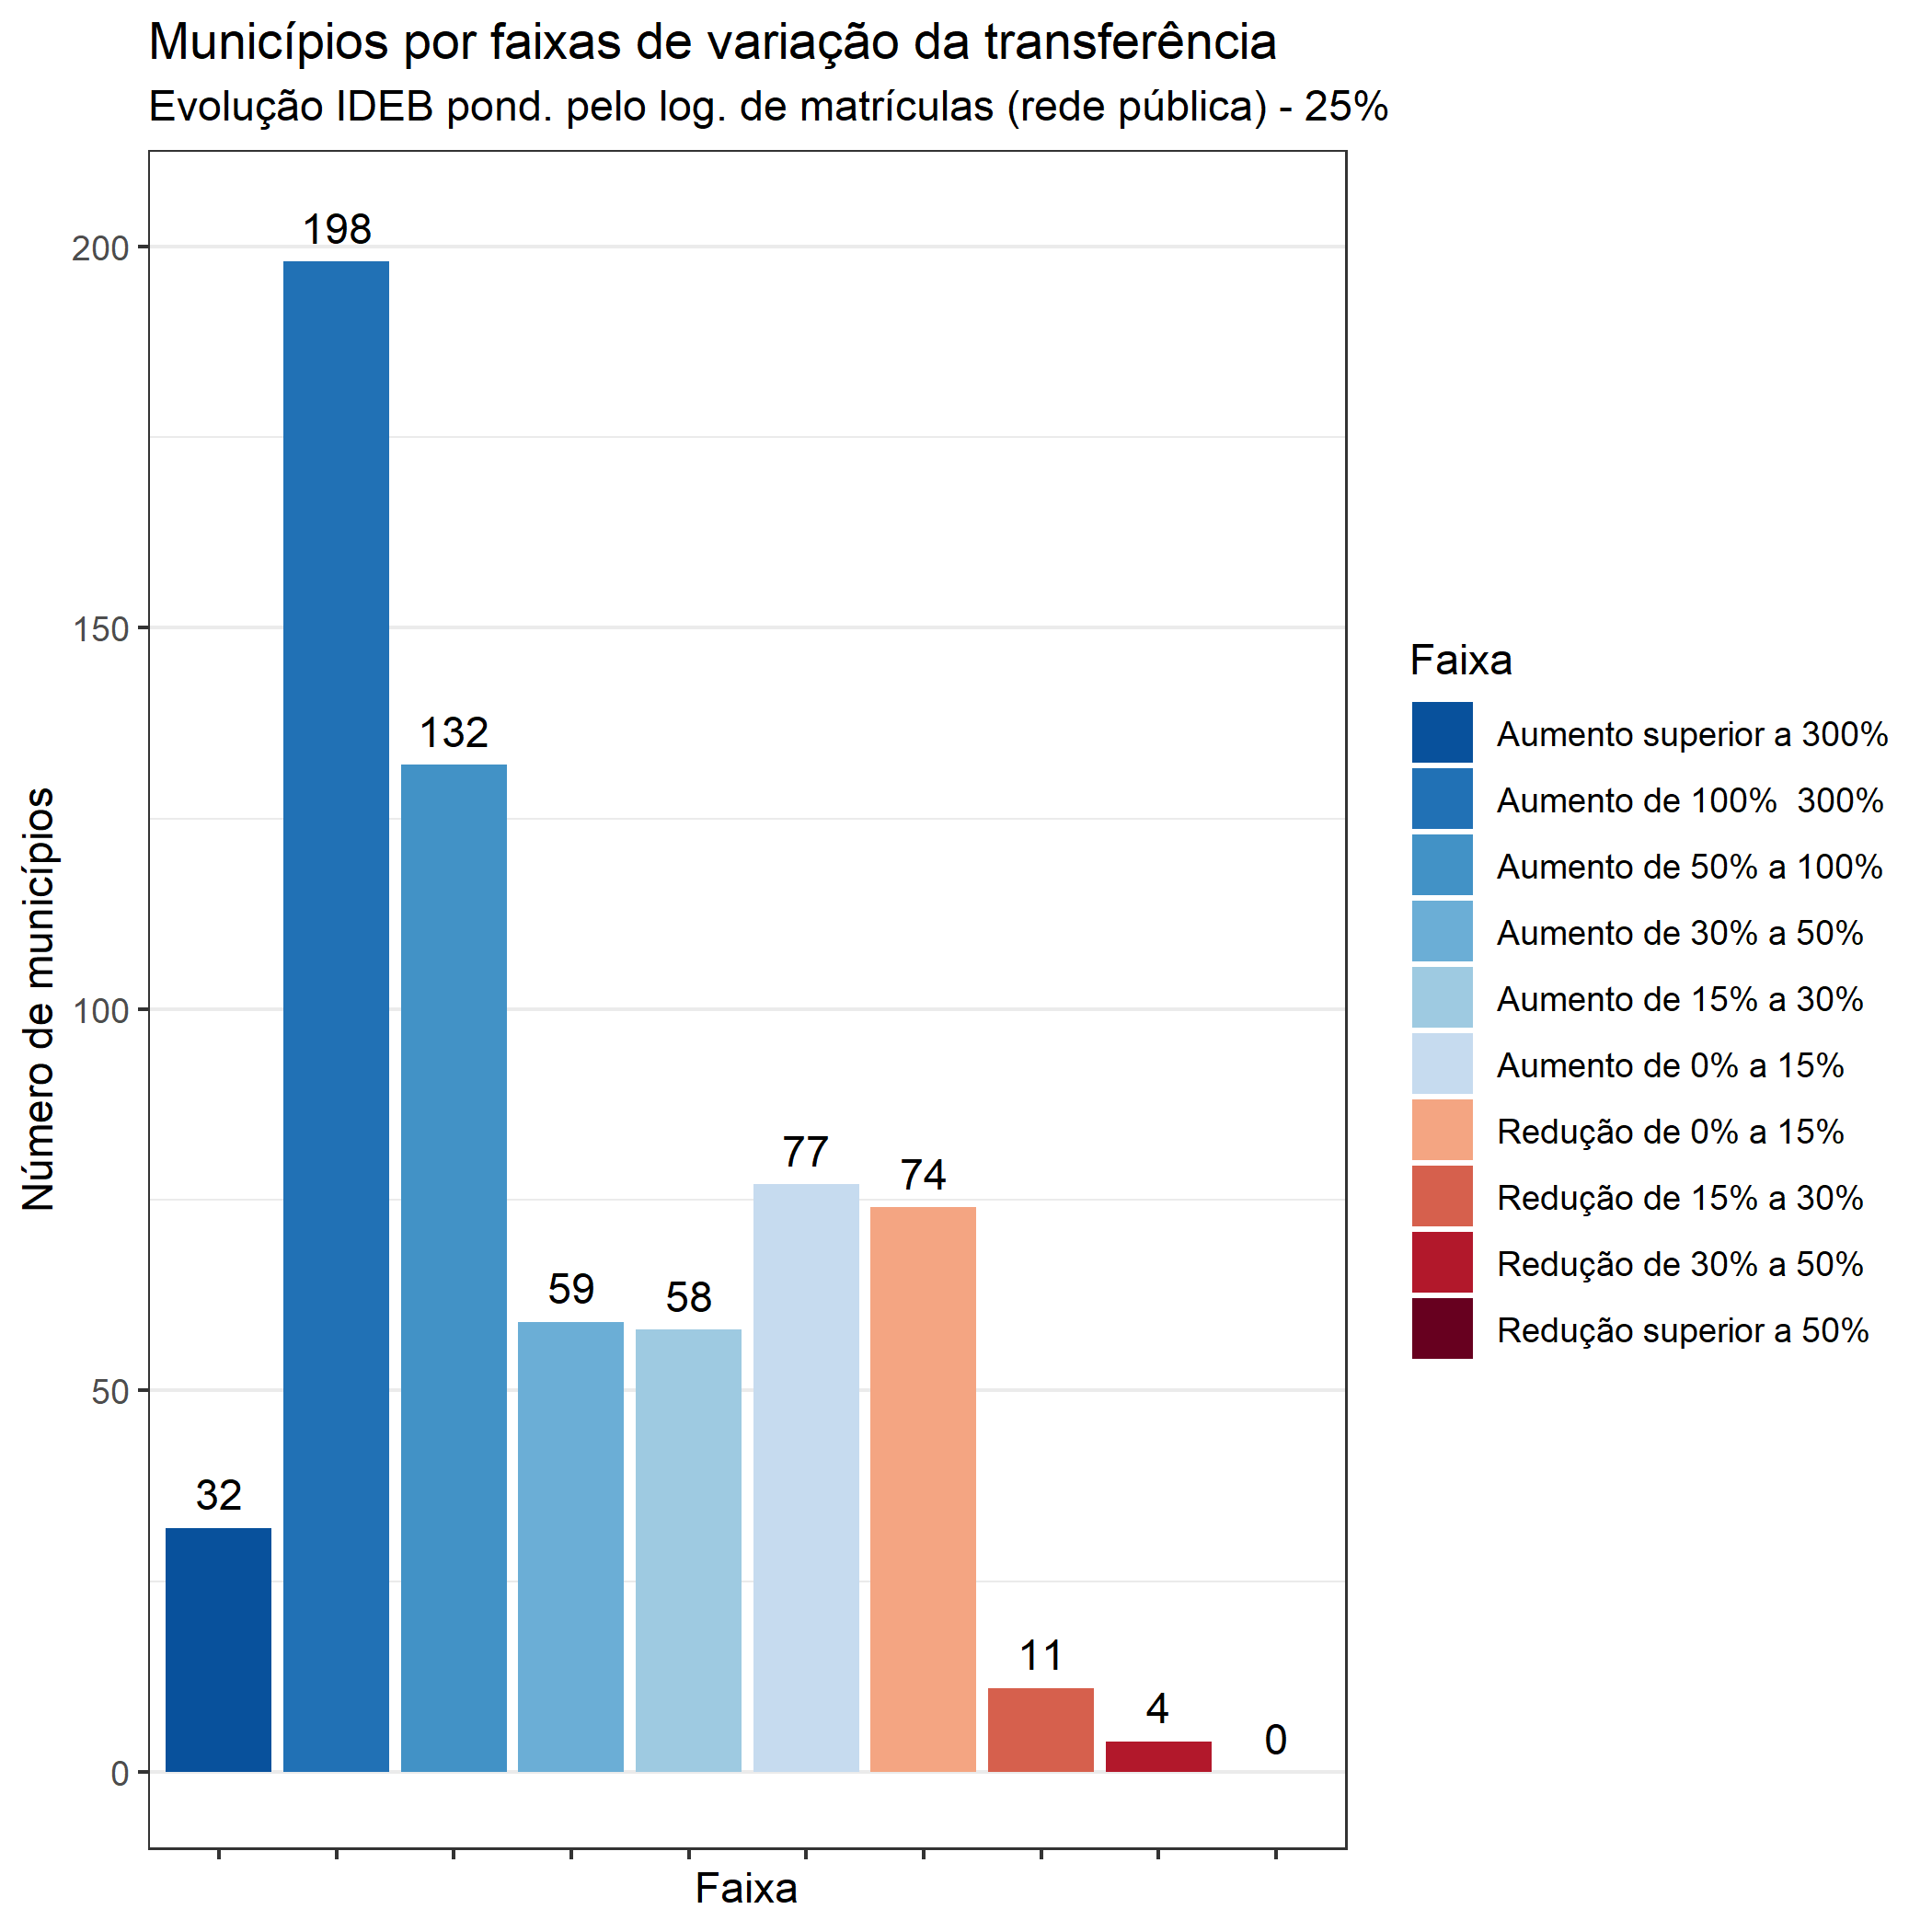 Municípios por faixas de variação da transferência
Evolução IDEB pond. pelo log. de matrículas (rede pública) - 25%
Número de municípios
200
150
100
50
0
198
132
77
74
59
58
32
11
4
0
Faixa
Faixa
Aumento superior a 300%
Aumento de 100%  300%
Aumento de 50% a 100%
Aumento de 30% a 50%
Aumento de 15% a 30%
Aumento de 0% a 15%
Redução de 0% a 15%
Redução de 15% a 30%
Redução de 30% a 50%
Redução superior a 50%